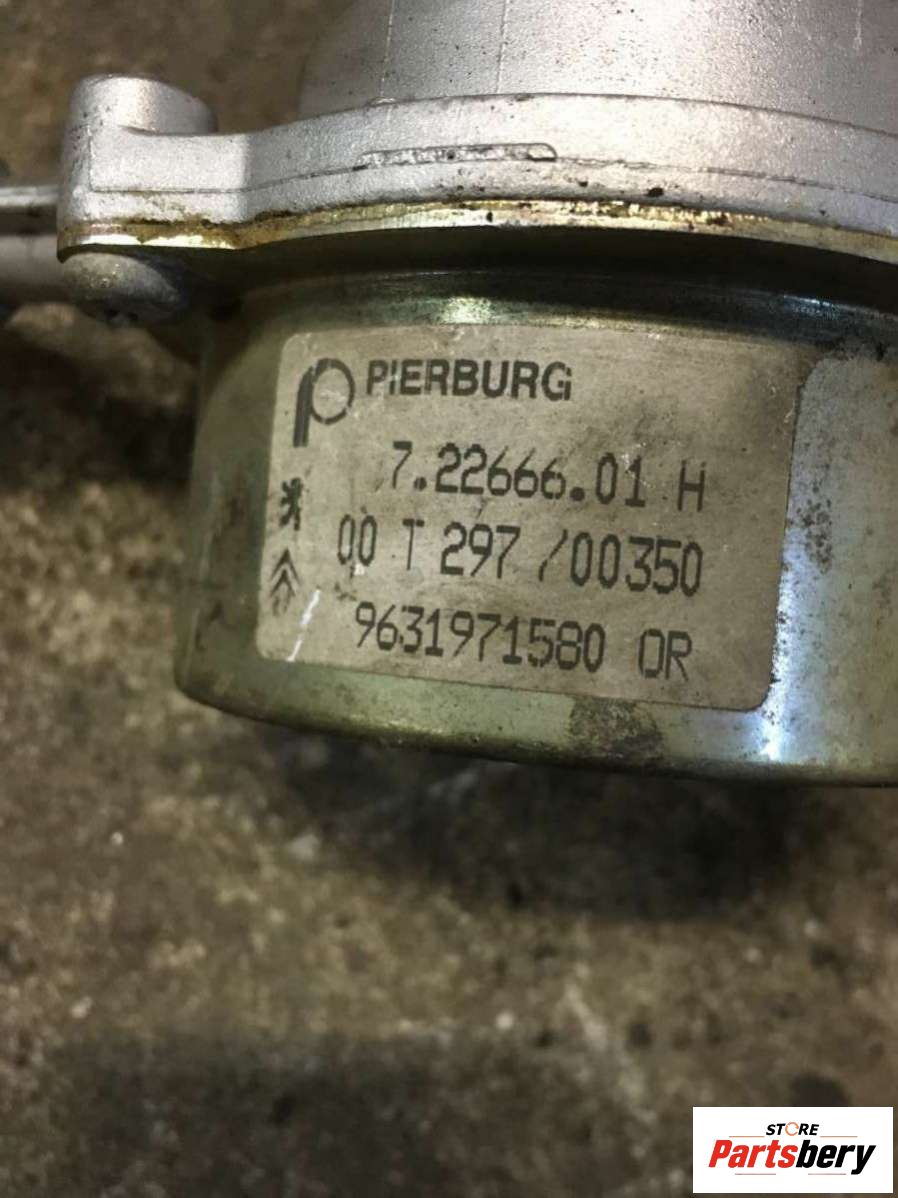 PIERBURG
7.22666.01 H
00 T 297 /00350
9631971580 OR
STORE
Partsbery